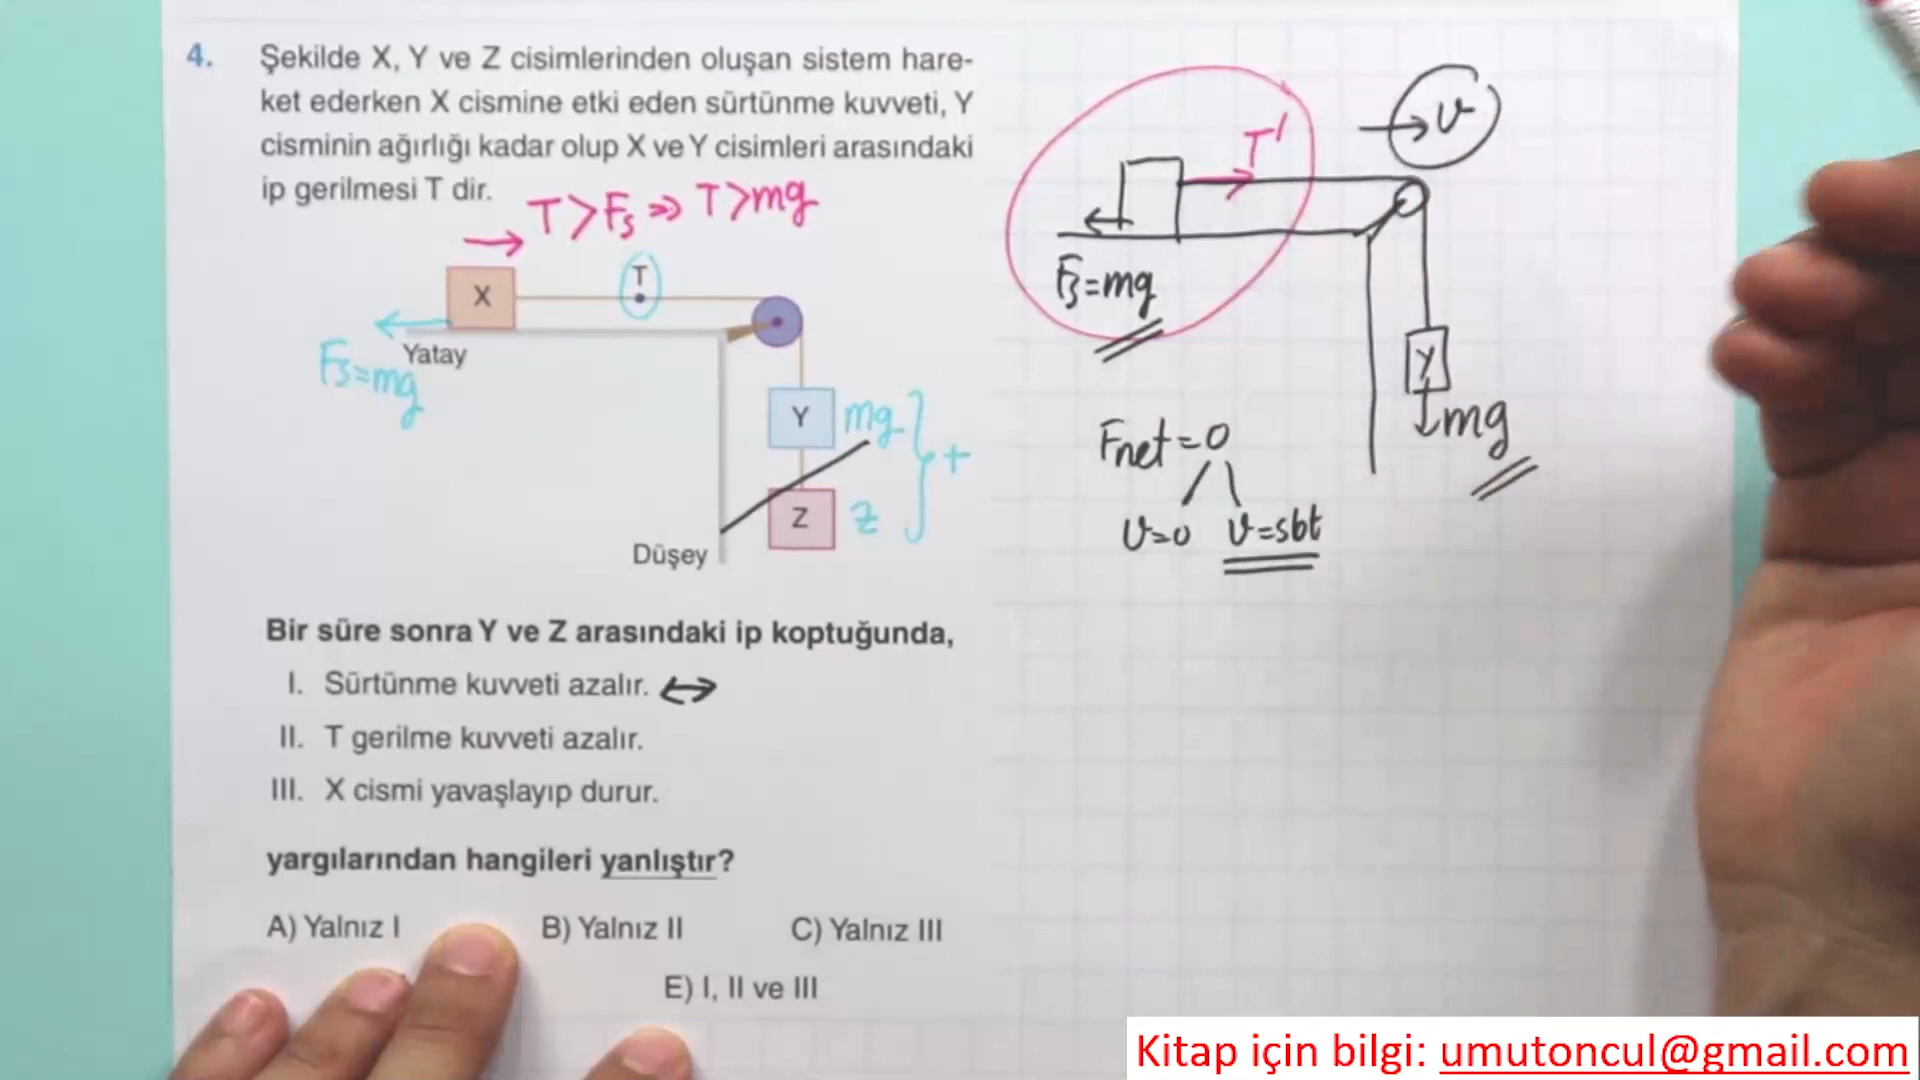 4. Şekilde X, Y ve Z cisimlerinden oluşan sistem hare-
ket ederken X cismine etki eden sürtünme kuvveti, Y
cisminin ağırlığı kadar olup X ve Y cisimleri arasındaki
ip gerilmesi T dir.
T>Fs => T>mg
X
T
Yatay
Fs=mg
Y mg
+
Z Z
Düşey
Bir süre sonra Y ve Z arasındaki ip koptuğunda,
I. Sürtünme kuvveti azalır. ↔
II. T gerilme kuvveti azalır.
III. X cismi yavaşlayıp durur.
yargılarından hangileri yanlıştır?
A) Yalnız I B) Yalnız II C) Yalnız III
E) I, II ve III
T'
v
Fs=mg
Y
mg
Fnet=0
v=0 v=sbt
Kitap için bilgi: umutoncul@gmail.com